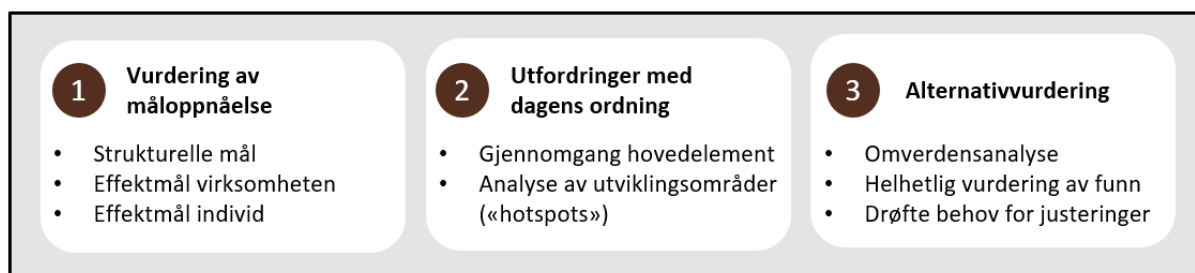 1
Vurdering av
måloppnåelse
• Strukturelle mål
• Effektmål virksomheten
• Effektmål individ
2
Utfordringer med
dagens ordning
• Gjennomgang hovedelement
• Analyse av utviklingsområder
(«hotspots»)
3
Alternativvurdering
• Omverdensanalyse
• Helhetlig vurdering av funn
• Drøfte behov for justeringer